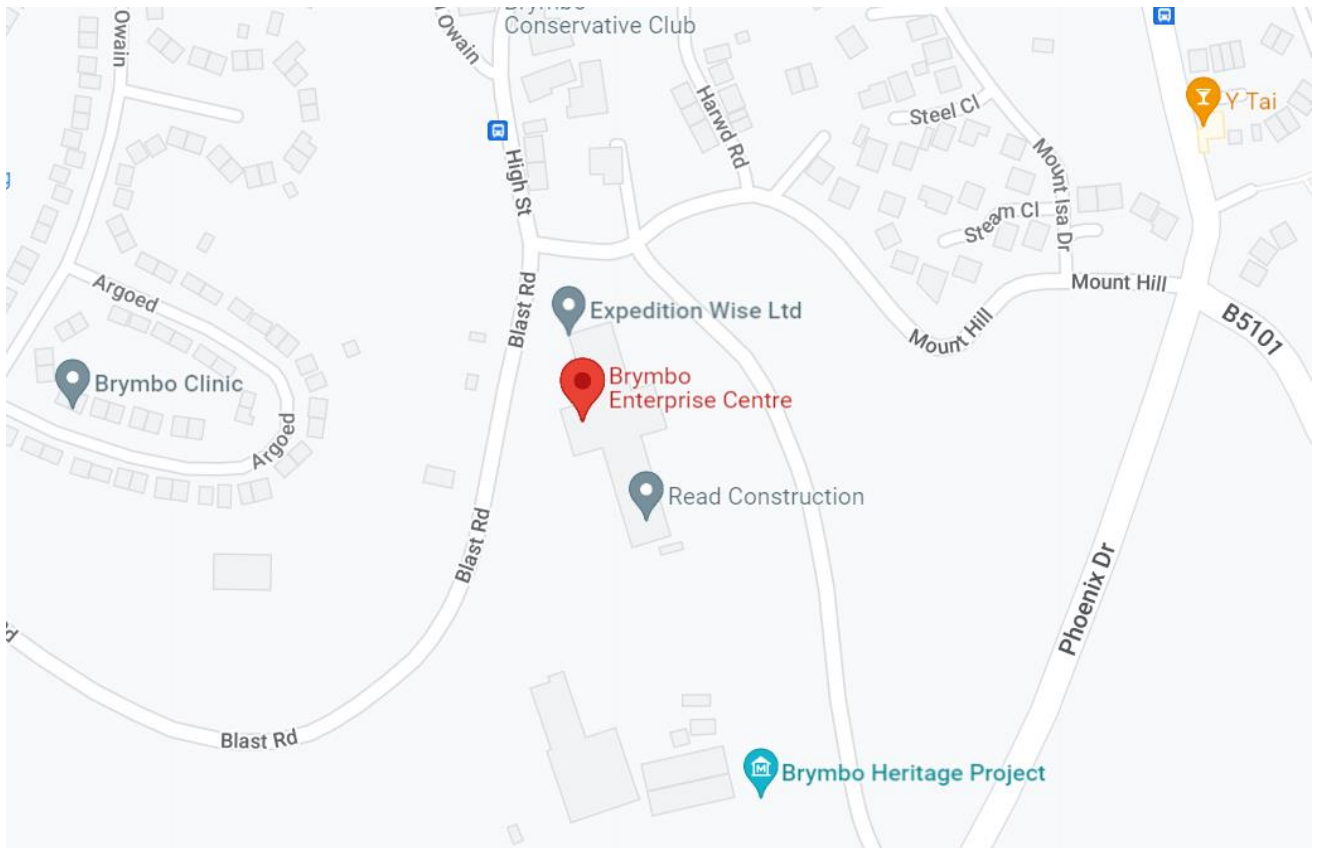 Owain
Owain
Brymbo
Conservative Club
Harwd Rd
Steel Cl
Y Tai
High St
Mount Isa Dr
Steam Cl
Argoed
Blast Rd
Expedition Wise Ltd
Mount Hill
B5101
Mount Hill
Brymbo Clinic
Brymbo
Enterprise Centre
Argoed
Read Construction
Blast Rd
Phoenix Dr
Blast Rd
Brymbo Heritage Project